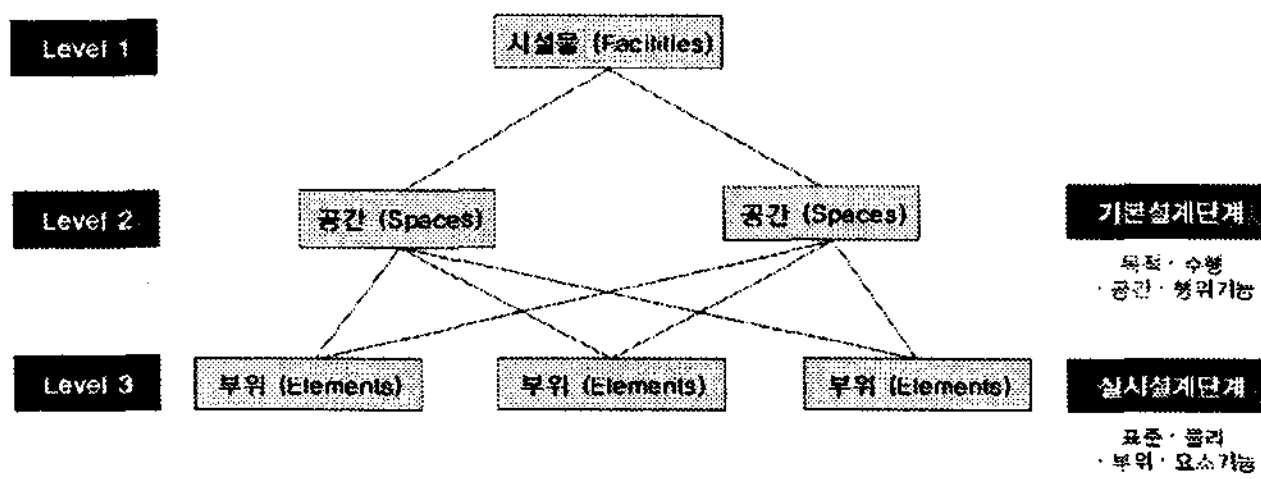 Level 1
시설물 (Facilities)
Level 2
공간 (Spaces)
공간 (Spaces)
기본설계단계
목적 · 수행
· 공간 · 행위기능
Level 3
부위 (Elements)
부위 (Elements)
부위 (Elements)
실시설계단계
표준 · 물리
· 부위 · 요소기능